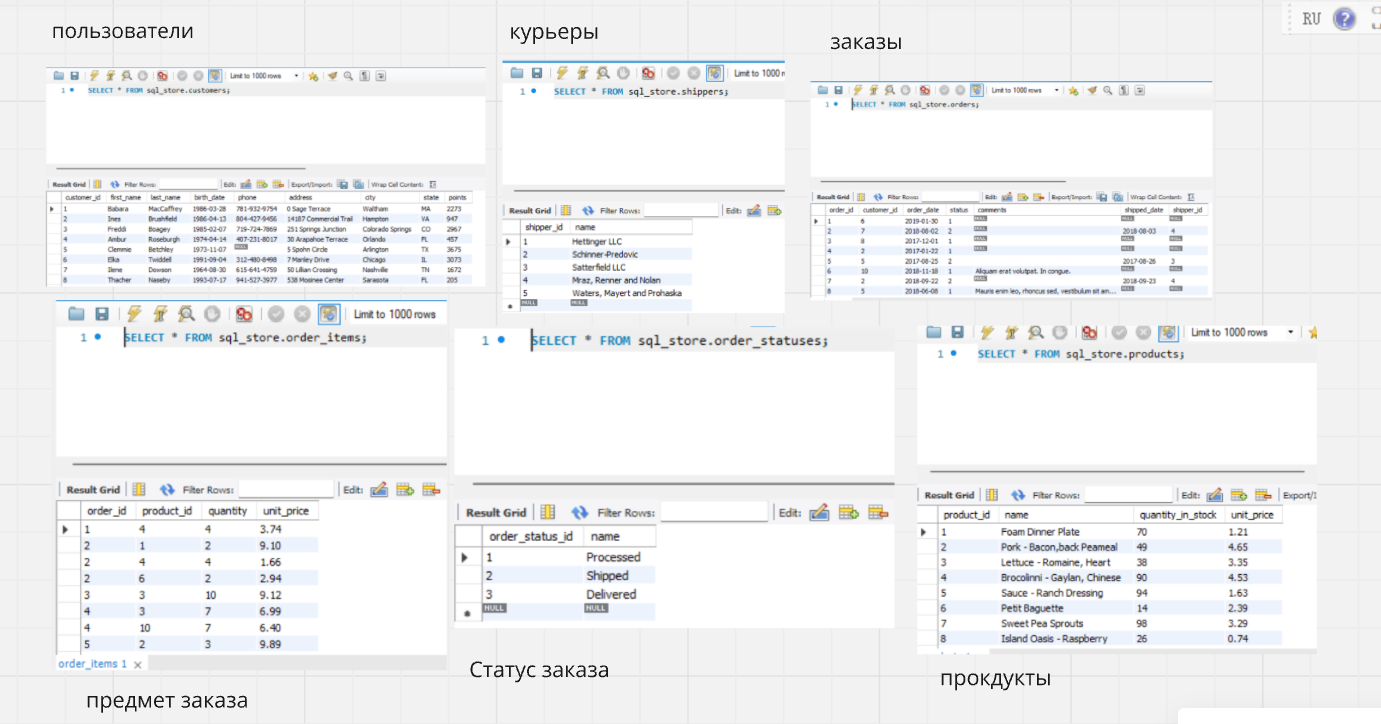 RU
пользователи
Limit to 1000 rows
1 SELECT * FROM sql_store.customers;
Result Grid Filter Rows: Edit: Export/Import: Wrap Cell Content:
customer_id first_name last_name birth_date phone address city state points
1 Babara MacCaffrey 1986-03-28 781-932-9754 0 Sage Terrace Waltham MA 2273
2 Ines Brushfield 1986-04-13 804-427-9456 14187 Commercial Trail Hampton VA 947
3 Freddi Boagey 1985-02-07 719-724-7869 251 Springs Junction Colorado Springs CO 2967
4 Ambur Roseburgh 1974-04-14 407-231-8017 30 Arapahoe Terrace Orlando FL 457
5 Clemmie Betchley 1973-11-07 NULL 5 Spohn Circle Arlington TX 3675
6 Elka Twiddell 1991-09-04 312-480-8498 7 Manley Drive Chicago IL 3073
7 Ilene Dowson 1964-08-30 615-641-4759 50 Lillian Crossing Nashville TN 1672
8 Thacher Naseby 1993-07-17 941-527-3977 538 Mosinee Center Sarasota FL 205
курьеры
Limit to 1000 r
1 SELECT * FROM sql_store.shippers;
Result Grid Filter Rows: Edit:
shipper_id name
1 Hettinger LLC
2 Schinner-Predovic
3 Satterfield LLC
4 Mraz, Renner and Nolan
5 Waters, Mayert and Prohaska
NULL NULL
заказы
Limit to 1000 rows
1 SELECT * FROM sql_store.orders;
Result Grid Filter Rows: Edit: Export/Import: Wrap Cell Content:
order_id customer_id order_date status comments shipped_date shipper_id
1 6 2019-01-30 1 NULL NULL NULL
2 7 2018-08-02 2 NULL 2018-08-03 4
3 8 2017-12-01 1 NULL NULL NULL
4 2 2017-01-22 1 NULL NULL NULL
5 5 2017-08-25 2 2017-08-26 3
6 10 2018-11-18 1 Aliquam erat volutpat. In congue. NULL NULL
7 2 2018-09-22 2 NULL 2018-09-23 4
8 5 2018-06-08 1 Mauris enim leo, rhoncus sed, vestibulum sit am... NULL NULL
Limit to 1000 rows
1 SELECT * FROM sql_store.order_items;
Result Grid Filter Rows: Edit:
order_id product_id quantity unit_price
1 4 4 3.74
2 1 2 9.10
2 4 4 1.66
2 6 2 2.94
3 3 10 9.12
4 3 7 6.99
4 10 7 6.40
5 2 3 9.89
order_items 1
предмет заказа
1 SELECT * FROM sql_store.order_statuses;
Result Grid Filter Rows: Edit:
order_status_id name
1 Processed
2 Shipped
3 Delivered
NULL NULL
Статус заказа
Limit to 1000 rows
1 SELECT * FROM sql_store.products;
Result Grid Filter Rows: Edit: Export/I
product_id name quantity_in_stock unit_price
1 Foam Dinner Plate 70 1.21
2 Pork - Bacon,back Peameal 49 4.65
3 Lettuce - Romaine, Heart 38 3.35
4 Brocolinni - Gaylan, Chinese 90 4.53
5 Sauce - Ranch Dressing 94 1.63
6 Petit Baguette 14 2.39
7 Sweet Pea Sprouts 98 3.29
8 Island Oasis - Raspberry 26 0.74
прокдукты